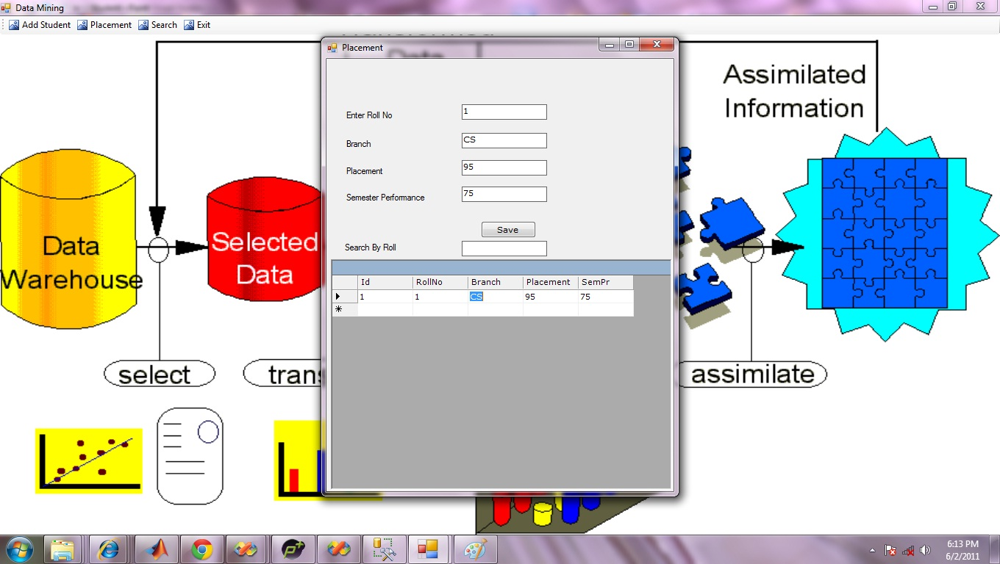 Data Mining
Add Student Placement Search Exit
Placement
Data
Assimilated
Information
Enter Roll No 1
Branch CS
Placement 95
Semester Performance 75
Save
Search By Roll
Id RollNo Branch Placement SemPr
1 1 CS 95 75
Data
Warehouse
Selected
Data
select
trans
assimilate
6:13 PM
6/2/2011